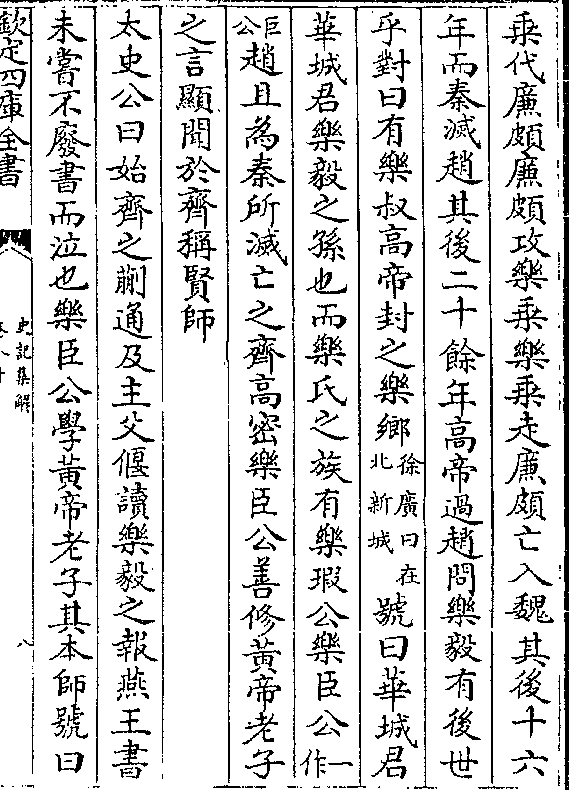 乘代廉頗廉頗攻樂乘樂乘走廉頗亡入魏其後十六
年而秦滅趙其後二十餘年高帝過趙問樂毅有後世
乎對曰有樂叔高帝封之樂鄉徐廣曰在北新城號曰華城君
華城君樂毅之孫也而樂氏之族有樂瑕公樂臣公一作
巨公趙且為秦所滅亡之齊高密樂臣公善修黃帝老子
之言顯聞於齊稱賢師
太史公曰始齊之蒯通及主父偃讀樂毅之報燕王書
未嘗不廢書而泣也樂臣公學黃帝老子其本師號曰
欽定四庫全書
史記集解
卷八十
八